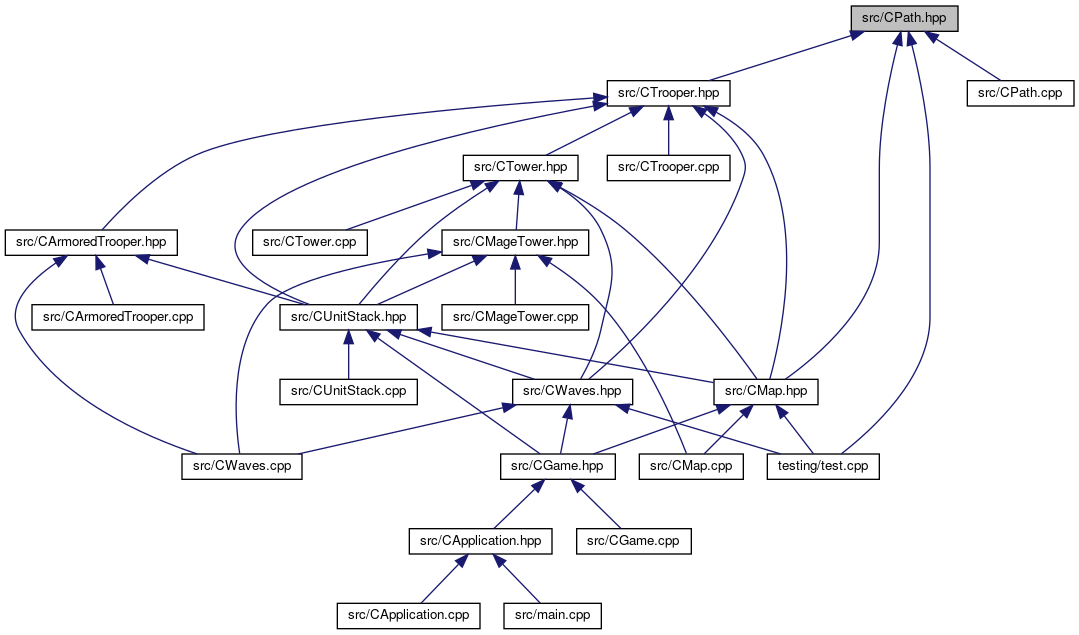 src/CPath.hpp
src/CTrooper.hpp
src/CPath.cpp
src/CTower.hpp
src/CTrooper.cpp
src/CArmoredTrooper.hpp
src/CTower.cpp
src/CMageTower.hpp
src/CArmoredTrooper.cpp
src/CUnitStack.hpp
src/CMageTower.cpp
src/CUnitStack.cpp
src/CWaves.hpp
src/CMap.hpp
src/CWaves.cpp
src/CGame.hpp
src/CMap.cpp
testing/test.cpp
src/CApplication.hpp
src/CGame.cpp
src/CApplication.cpp
src/main.cpp